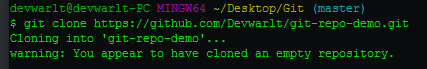 devwarlt@devwarlt-PC MINGW64 ~/Desktop/Git (master)
$ git clone https://github.com/Devwarlt/git-repo-demo.git
Cloning into 'git-repo-demo'...
warning: You appear to have cloned an empty repository.